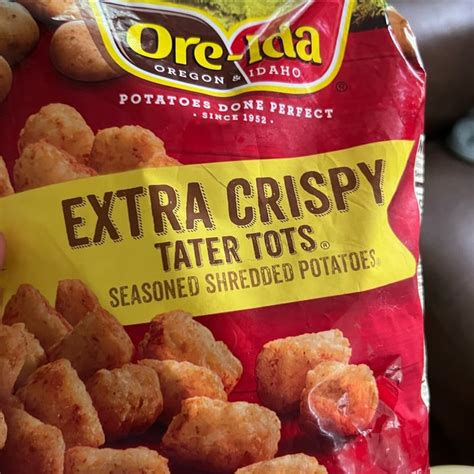 Ore-Ida
OREGON & IDAHO
®
POTATOES DONE PERFECT
• SINCE 1952 •
EXTRA CRISPY
TATER TOTS®
SEASONED SHREDDED POTATOES